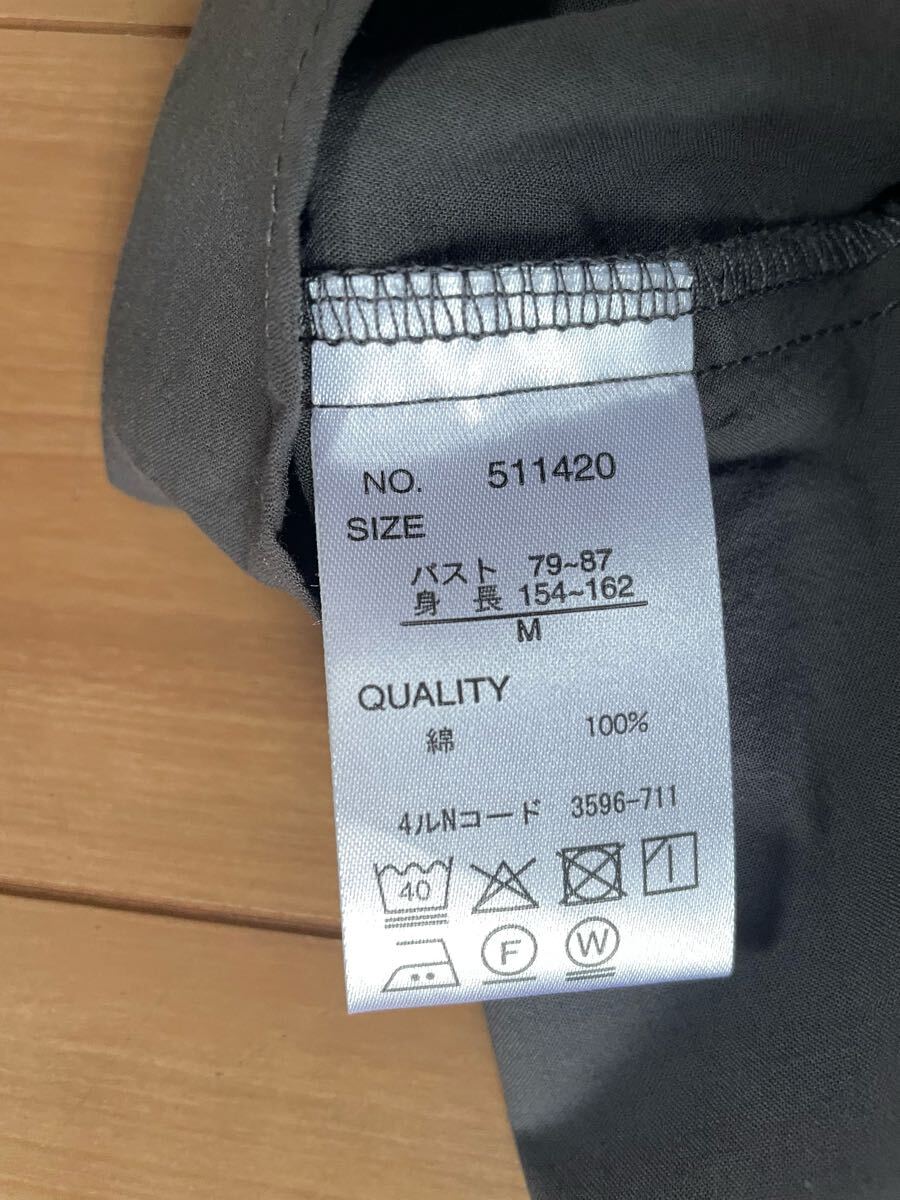 NO. 511420
SIZE
バスト 79~87
身長 154~162
M
QUALITY
綿 100%
4ルNコード 3596-711
40
F W